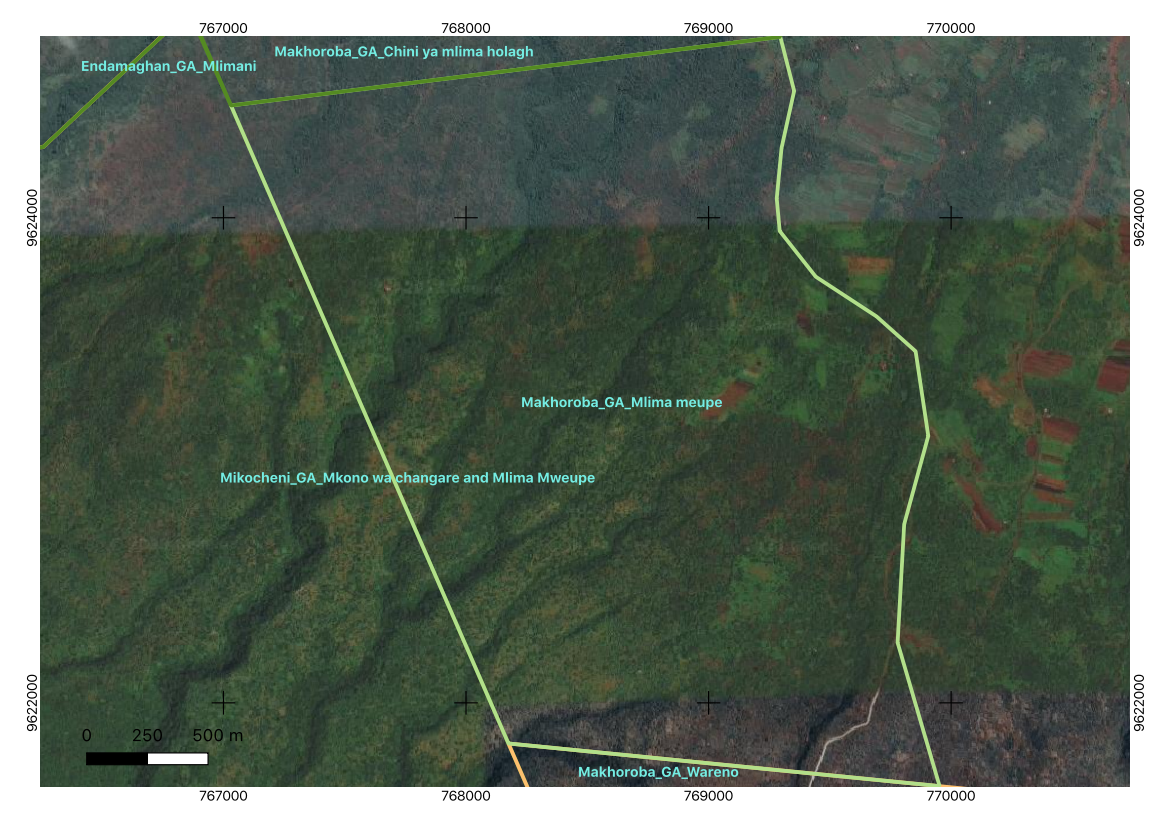 767000 768000 769000 770000
Makhoroba_GA_Chini ya mlima holagh
Endamaghan_GA_Mlimani
9624000 9624000
Makhoroba_GA_Mlima meupe
Mikocheni_GA_Mkono wa changare and Mlima Mweupe
9622000 9622000
0 250 500 m
Makhoroba_GA_Wareno
767000 768000 769000 770000